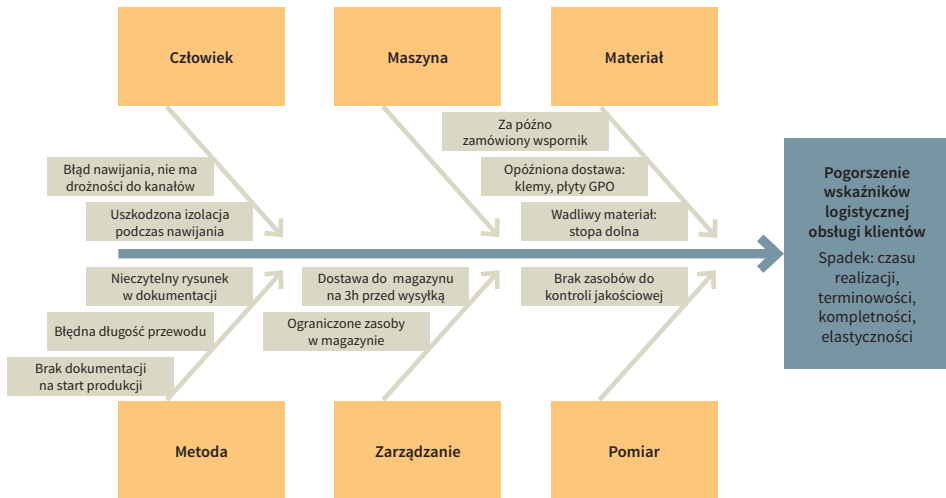 Człowiek
Maszyna
Materiał
Za późno
zamówiony wspornik
Błąd nawijania, nie ma
drożności do kanałów
Opóźniona dostawa:
klemy, płyty GPO
Uszkodzona izolacja
podczas nawijania
Wadliwy materiał:
stopa dolna
Pogorszenie
wskaźników
logistycznej
obsługi klientów
Spadek: czasu
realizacji,
terminowości,
kompletności,
elastyczności
Nieczytelny rysunek
w dokumentacji
Dostawa do magazynu
na 3h przed wysyłką
Brak zasobów do
kontroli jakościowej
Błędna długość przewodu
Ograniczone zasoby
w magazynie
Brak dokumentacji
na start produkcji
Metoda
Zarządzanie
Pomiar